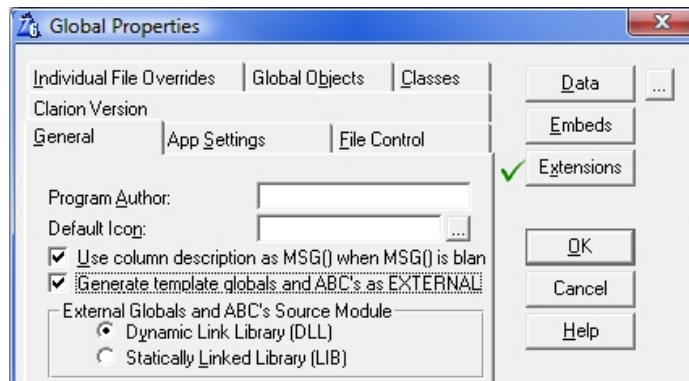 Global Properties
Individual File Overrides
Global Objects
Classes
Clarion Version
General
App Settings
File Control
Program Author:
Default Icon:
...
Use column description as MSG() when MSG() is blan
Generate template globals and ABC's as EXTERNAL
External Globals and ABC's Source Module
Dynamic Link Library (DLL)
Statically Linked Library (LIB)
Data
...
Embeds
Extensions
OK
Cancel
Help